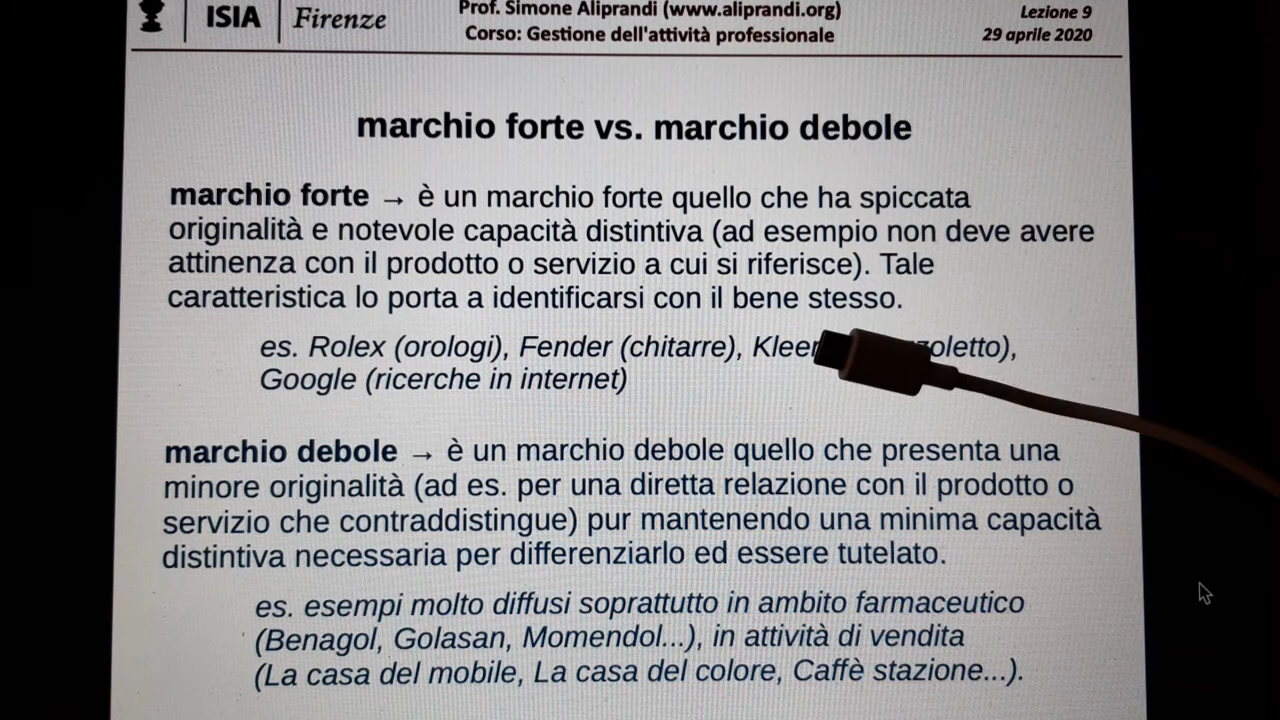 ISIA Firenze
Prof. Simone Aliprandi (www.aliprandi.org)
Corso: Gestione dell'attività professionale
Lezione 9
29 aprile 2020
marchio forte vs. marchio debole
marchio forte → è un marchio forte quello che ha spiccata
originalità e notevole capacità distintiva (ad esempio non deve avere
attinenza con il prodotto o servizio a cui si riferisce). Tale
caratteristica lo porta a identificarsi con il bene stesso.
es. Rolex (orologi), Fender (chitarre),
Google (ricerche in internet)
marchio debole → è un marchio debole quello che presenta una
minore originalità (ad es. per una diretta relazione con il prodotto o
servizio che contraddistingue) pur mantenendo una minima capacità
distintiva necessaria per differenziarlo ed essere tutelato.
es. esempi molto diffusi soprattutto in ambito farmaceutico
(Benagol, Golasan, Momendol...), in attività di vendita
(La casa del mobile, La casa del colore, Caffè stazione...).